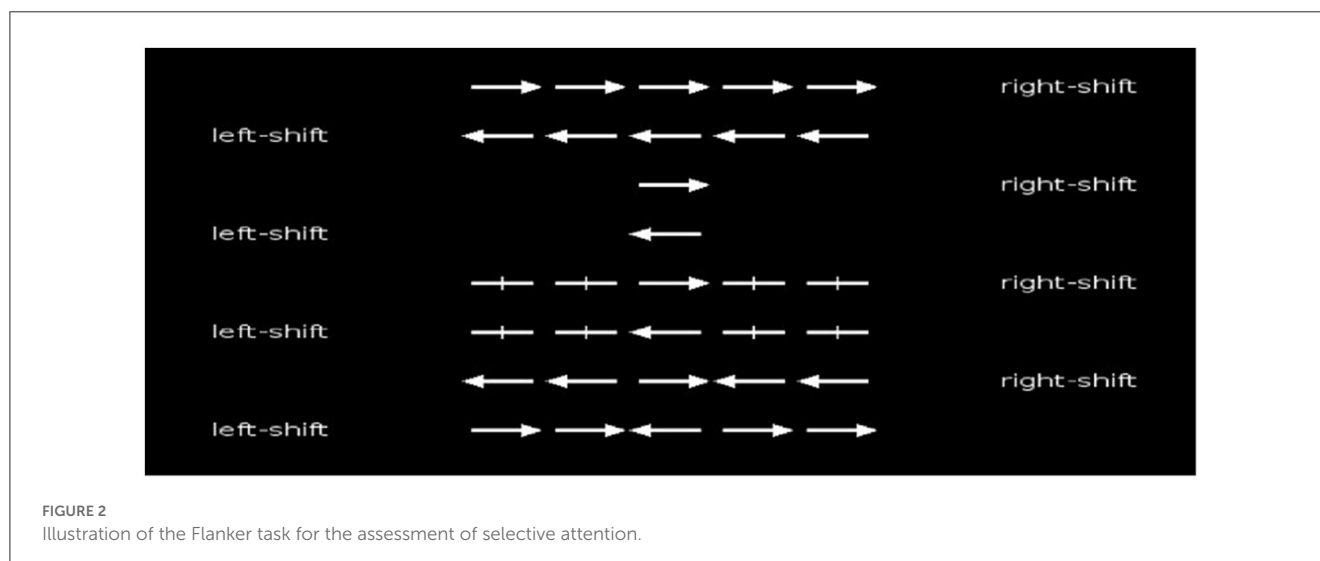 right-shift
left-shift
right-shift
left-shift
right-shift
left-shift
right-shift
left-shift
FIGURE 2
Illustration of the Flanker task for the assessment of selective attention.